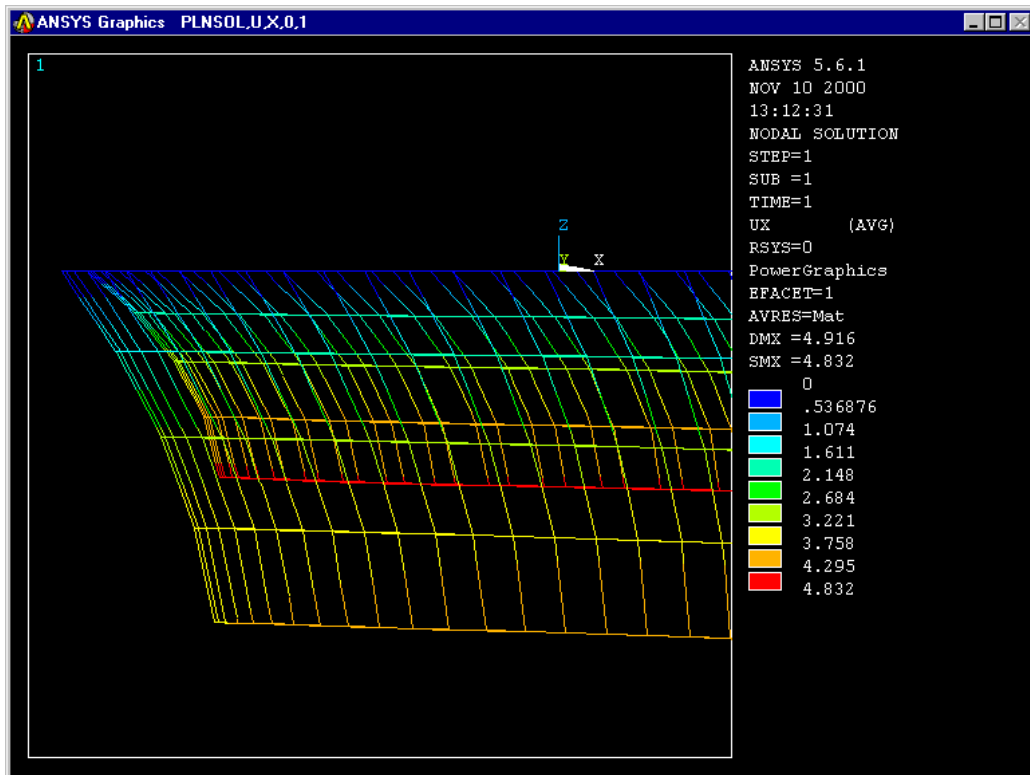 ANSYS Graphics PLNSOL,U,X,0,1
1
ANSYS 5.6.1
NOV 10 2000
13:12:31
NODAL SOLUTION
STEP=1
SUB =1
TIME=1
UX (AVG)
RSYS=0
PowerGraphics
EFACET=1
AVRES=Mat
DMX =4.916
SMX =4.832
0
.536876
1.074
1.611
2.148
2.684
3.221
3.758
4.295
4.832
Z
Y X